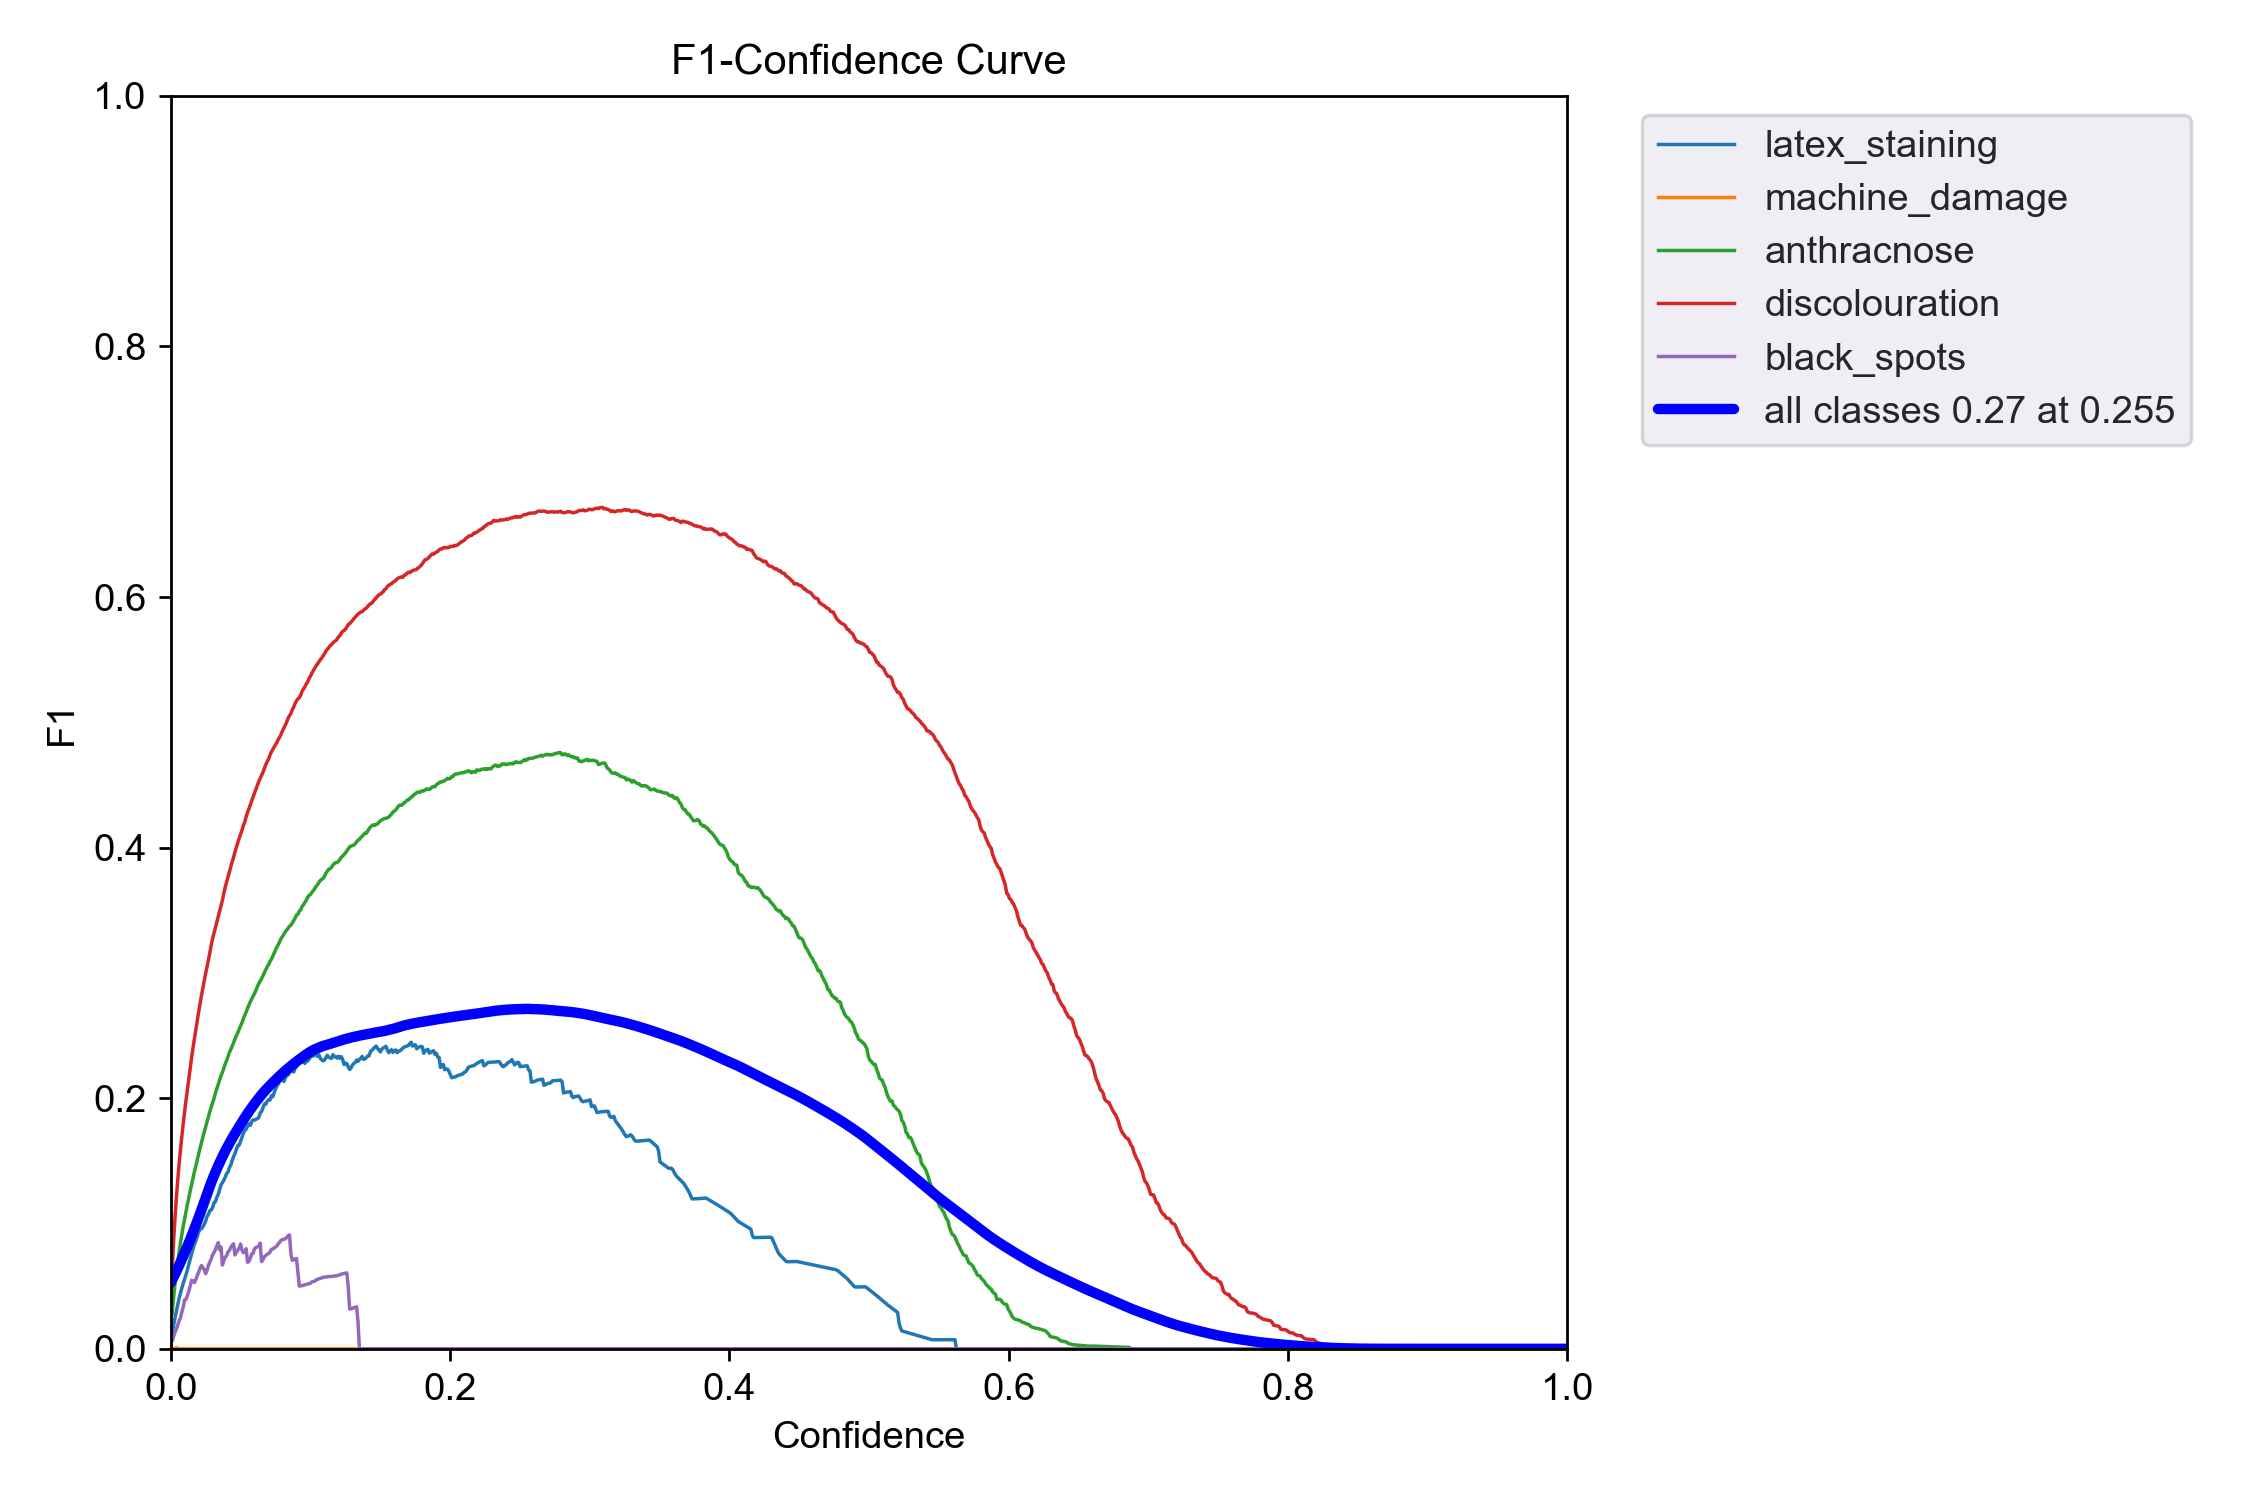 F1-Confidence Curve
1.0
0.8
0.6
0.4
0.2
0.0
F1
0.0 0.2 0.4 0.6 0.8 1.0
Confidence
latex_staining
machine_damage
anthracnose
discolouration
black_spots
all classes 0.27 at 0.255